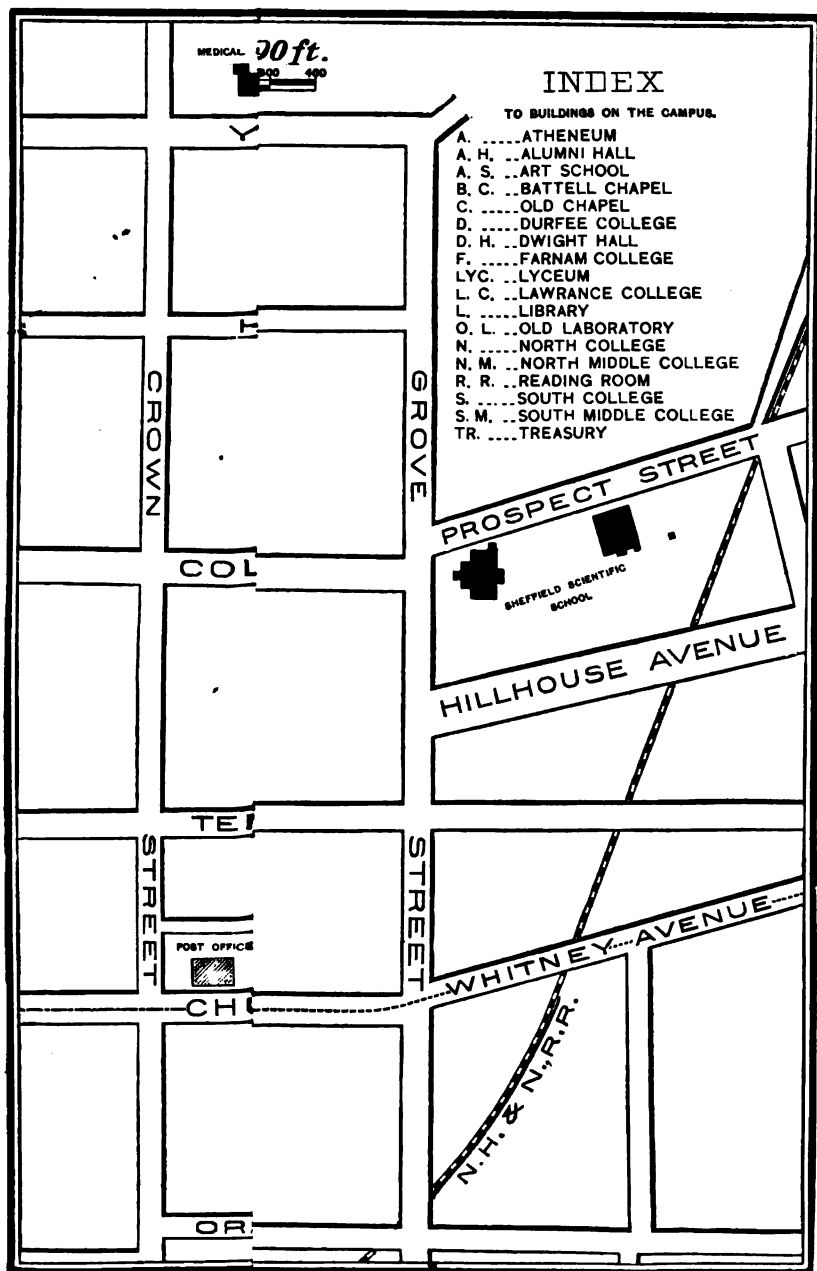 MEDICAL
00 ft.
300 400
INDEX
TO BUILDINGS ON THE CAMPUS.
A. .....ATHENEUM
A. H. ..ALUMNI HALL
A. S. ..ART SCHOOL
B. C. ..BATTELL CHAPEL
C. .....OLD CHAPEL
D. .....DURFEE COLLEGE
D. H. ..DWIGHT HALL
F. .....FARNAM COLLEGE
LYC. ..LYCEUM
L. C. ..LAWRANCE COLLEGE
L. .....LIBRARY
O. L. ..OLD LABORATORY
N. .....NORTH COLLEGE
N. M. ..NORTH MIDDLE COLLEGE
R. R. ..READING ROOM
S. .....SOUTH COLLEGE
S. M. ..SOUTH MIDDLE COLLEGE
TR. ....TREASURY
Y
CROWN
GROVE
PROSPECT STREET
COL
SHEFFIELD SCIENTIFIC
SCHOOL
HILLHOUSE AVENUE
TE
STREET
STREET
POST OFFICE
WHITNEY AVENUE
CH
N.H. & N., R.R.
OR